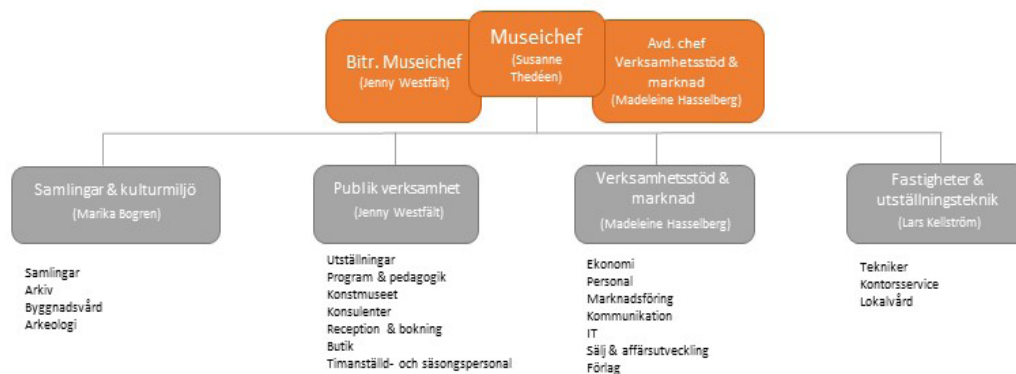 Museichef
(Susanne
Thedéen)
Bitr. Museichef
(Jenny Westfält)
Avd. chef
Verksamhetsstöd &
marknad
(Madeleine Hasselberg)
Samlingar & kulturmiljö
(Marika Bogren)
Samlingar
Arkiv
Byggnadsvård
Arkeologi
Publik verksamhet
(Jenny Westfält)
Utställningar
Program & pedagogik
Konstmuseet
Konsulenter
Reception & bokning
Butik
Timanställd- och säsongspersonal
Verksamhetsstöd &
marknad
(Madeleine Hasselberg)
Ekonomi
Personal
Marknadsföring
Kommunikation
IT
Sälj & affärsutveckling
Förlag
Fastigheter &
utställningsteknik
(Lars Kellström)
Tekniker
Kontorsservice
Lokalvård